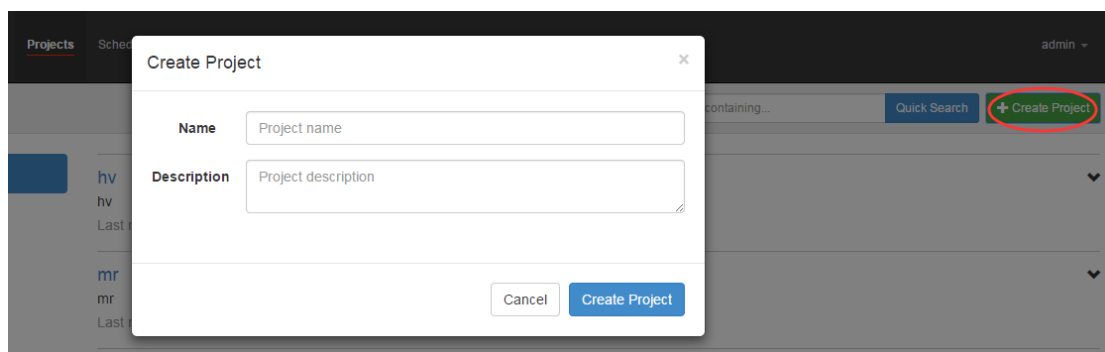 Projects Sched admin
Create Project ×
containing... Quick Search + Create Project
Name Project name
Description Project description
hv
hv
Last
mr
mr
Last
Cancel Create Project